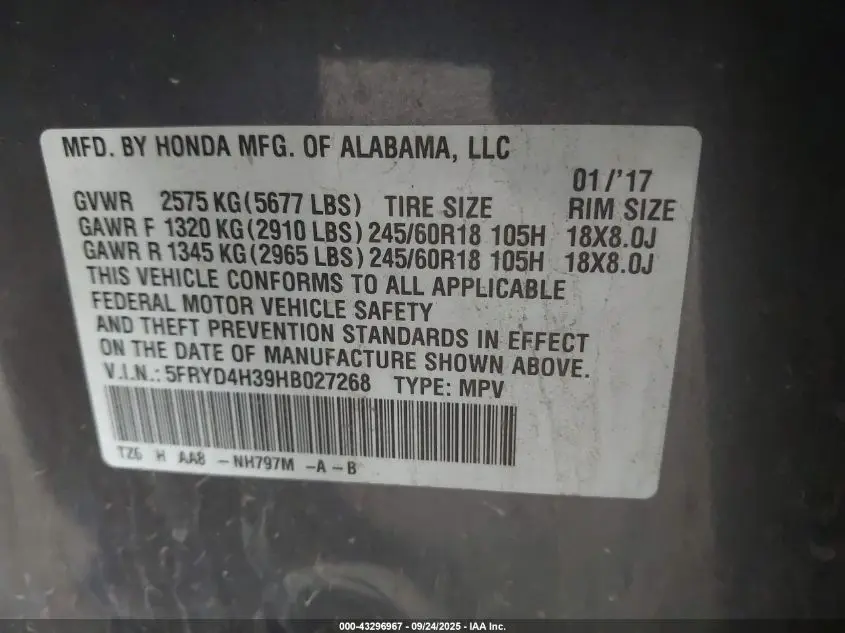 MFD. BY HONDA MFG. OF ALABAMA, LLC
01/'17
GVWR 2575 KG(5677 LBS) TIRE SIZE RIM SIZE
GAWR F 1320 KG(2910 LBS) 245/60R18 105H 18X8.0J
GAWR R 1345 KG(2965 LBS) 245/60R18 105H 18X8.0J
THIS VEHICLE CONFORMS TO ALL APPLICABLE
FEDERAL MOTOR VEHICLE SAFETY
AND THEFT PREVENTION STANDARDS IN EFFECT
ON THE DATE OF MANUFACTURE SHOWN ABOVE.
V.I.N.: 5FRYD4H39HB027268 TYPE: MPV
TZ6 H AA8 -NH797M -A-B
000-43296967 - 09/24/2025 - IAA Inc.